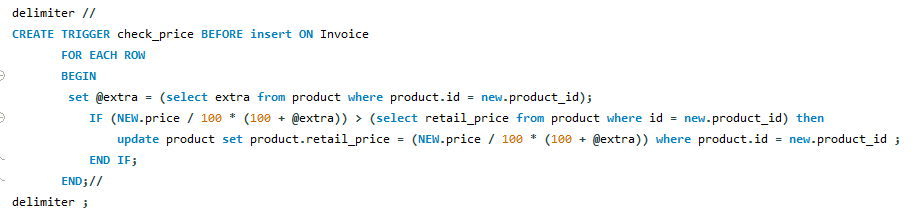 delimiter //
CREATE TRIGGER check_price BEFORE insert ON Invoice
FOR EACH ROW
BEGIN
set @extra = (select extra from product where product.id = new.product_id);
IF (NEW.price / 100 * (100 + @extra)) > (select retail_price from product where id = new.product_id) then
update product set product.retail_price = (NEW.price / 100 * (100 + @extra)) where product.id = new.product_id ;
END IF;
END;//
delimiter ;